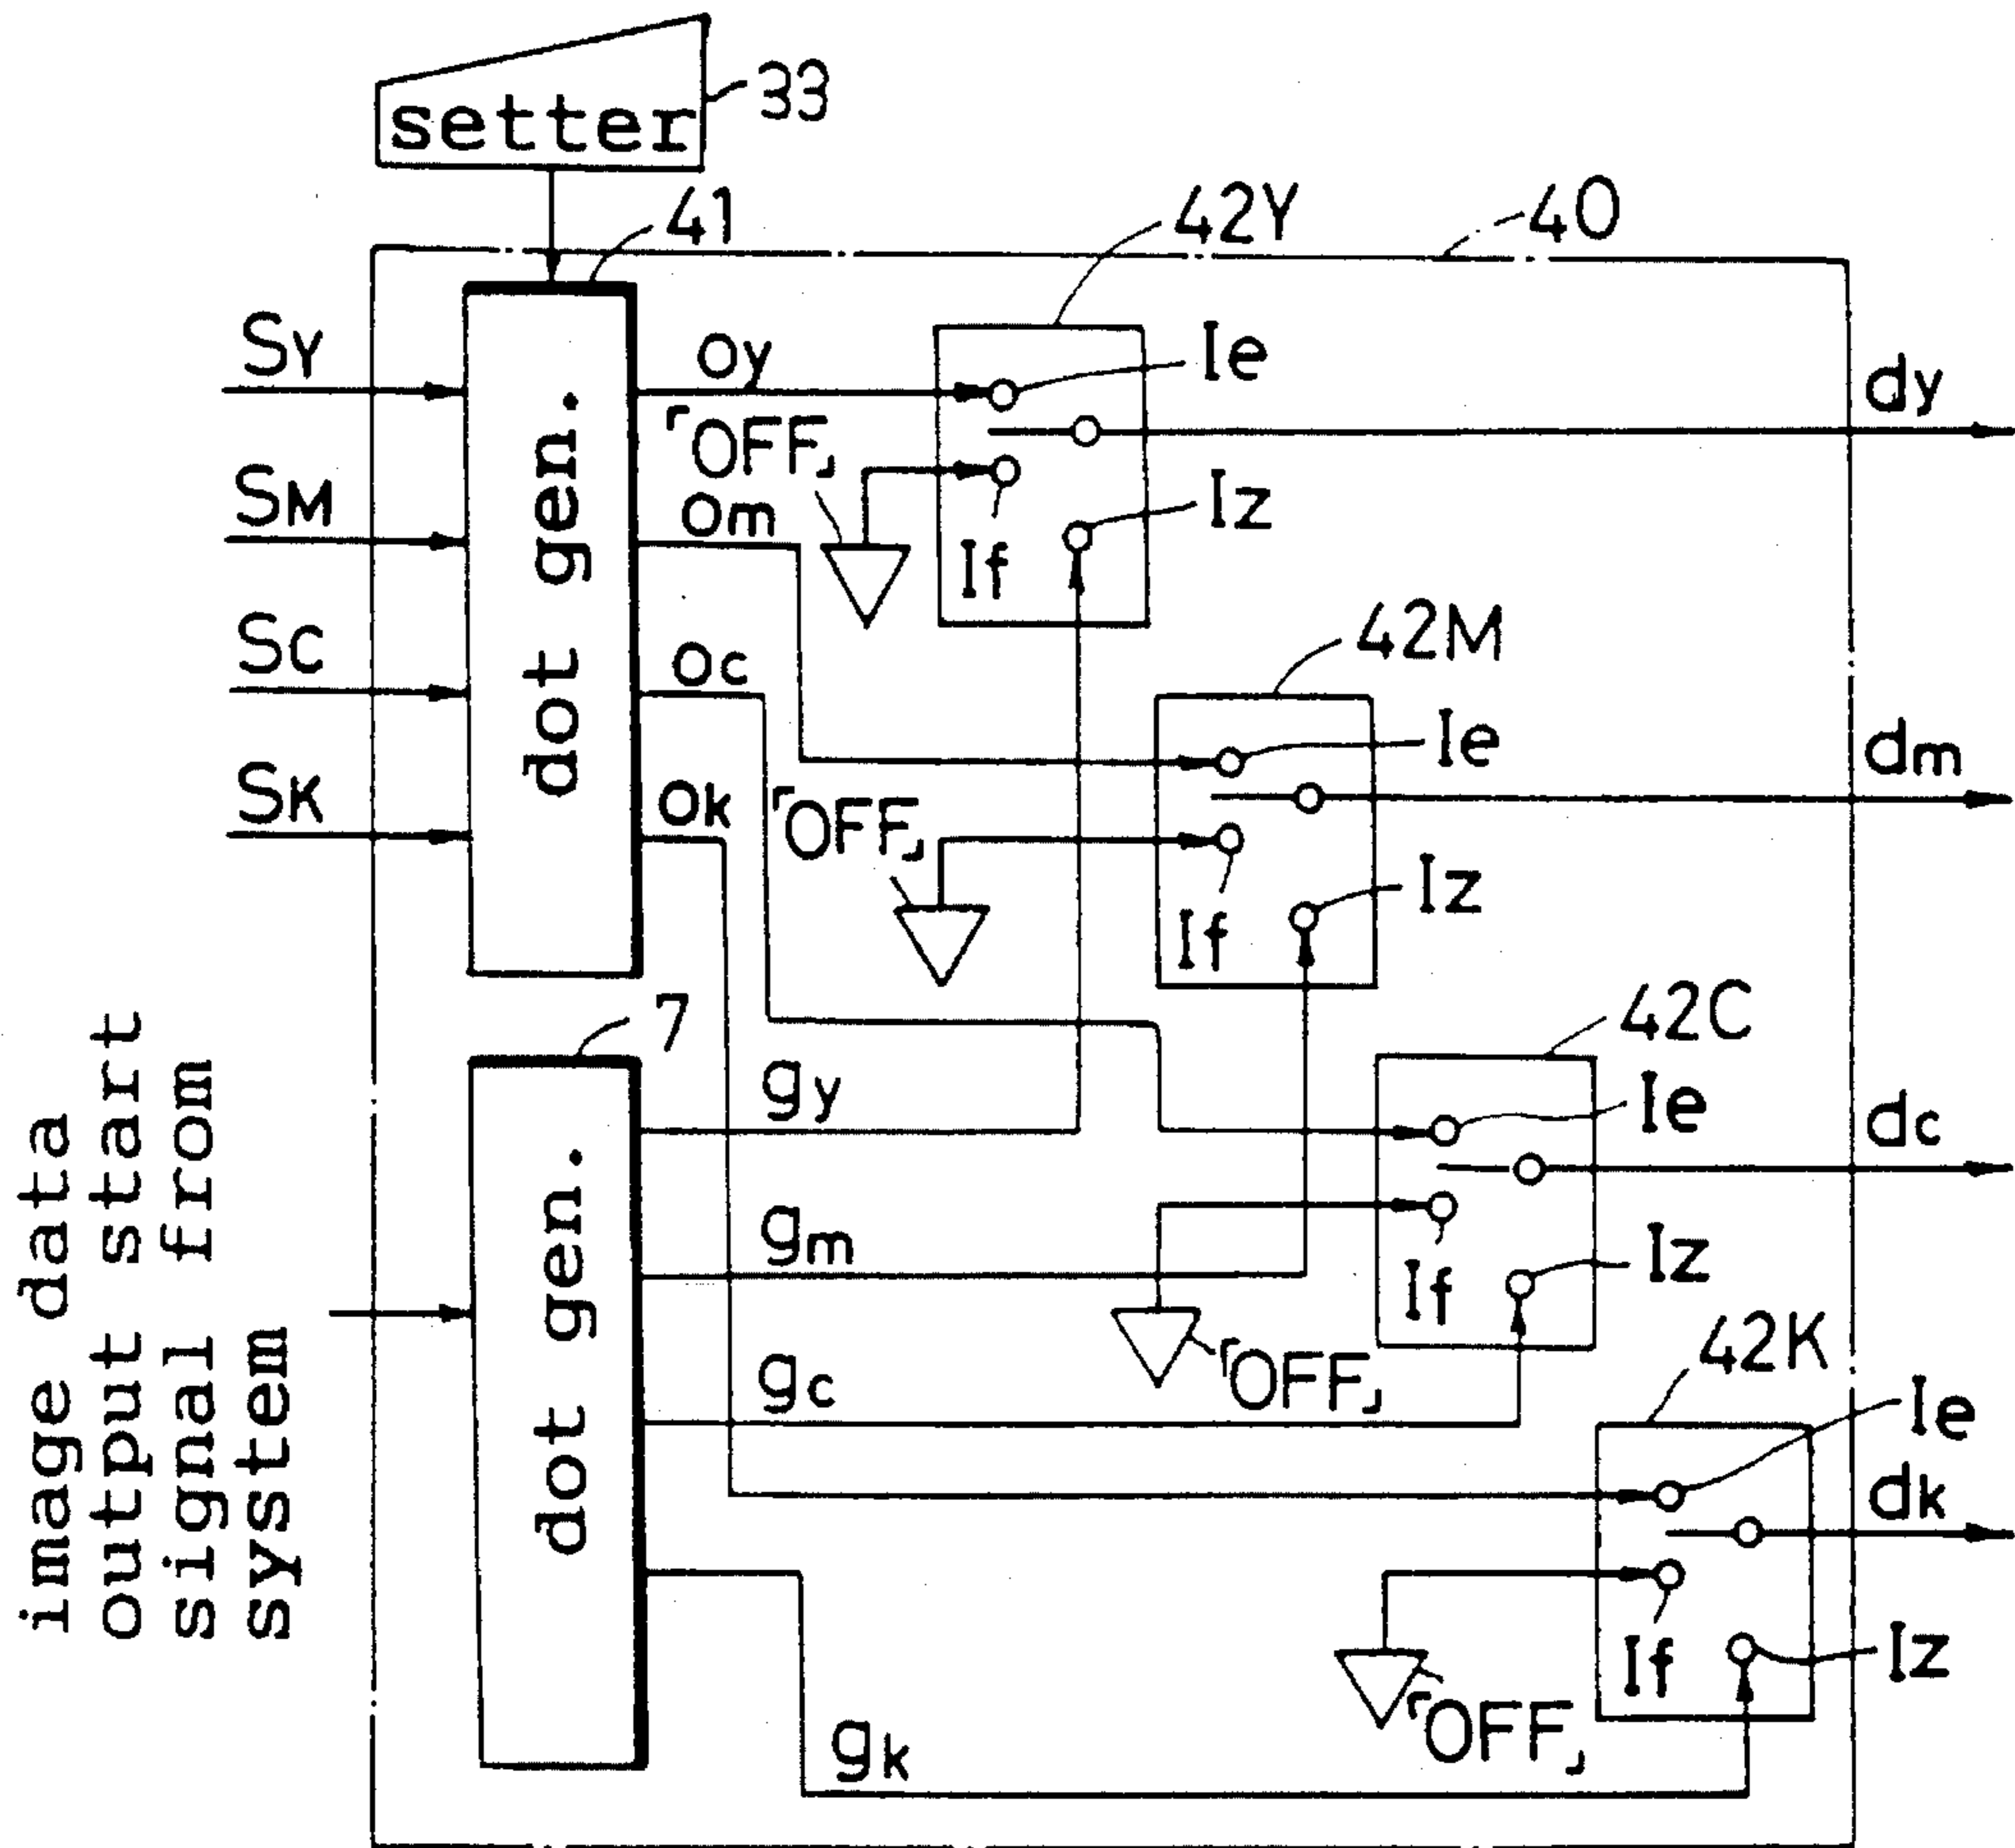 setter
33
41
42Y
40
SY
oy
Ie
dy
「OFF」
SM
om
If
Iz
dot gen.
SC
oc
42M
Ie
dm
SK
ok
「OFF」
If
Iz
7
42C
gy
Ie
dc
image data
output start
signal from
system
dot gen.
gm
If
Iz
gc
「OFF」
42K
Ie
dk
If
Iz
「OFF」
gk